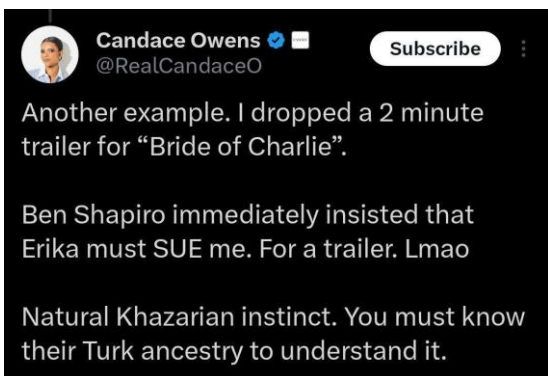 Candace Owens
Subscribe
@RealCandaceO
Another example. I dropped a 2 minute
trailer for “Bride of Charlie”.
Ben Shapiro immediately insisted that
Erika must SUE me. For a trailer. Lmao
Natural Khazarian instinct. You must know
their Turk ancestry to understand it.